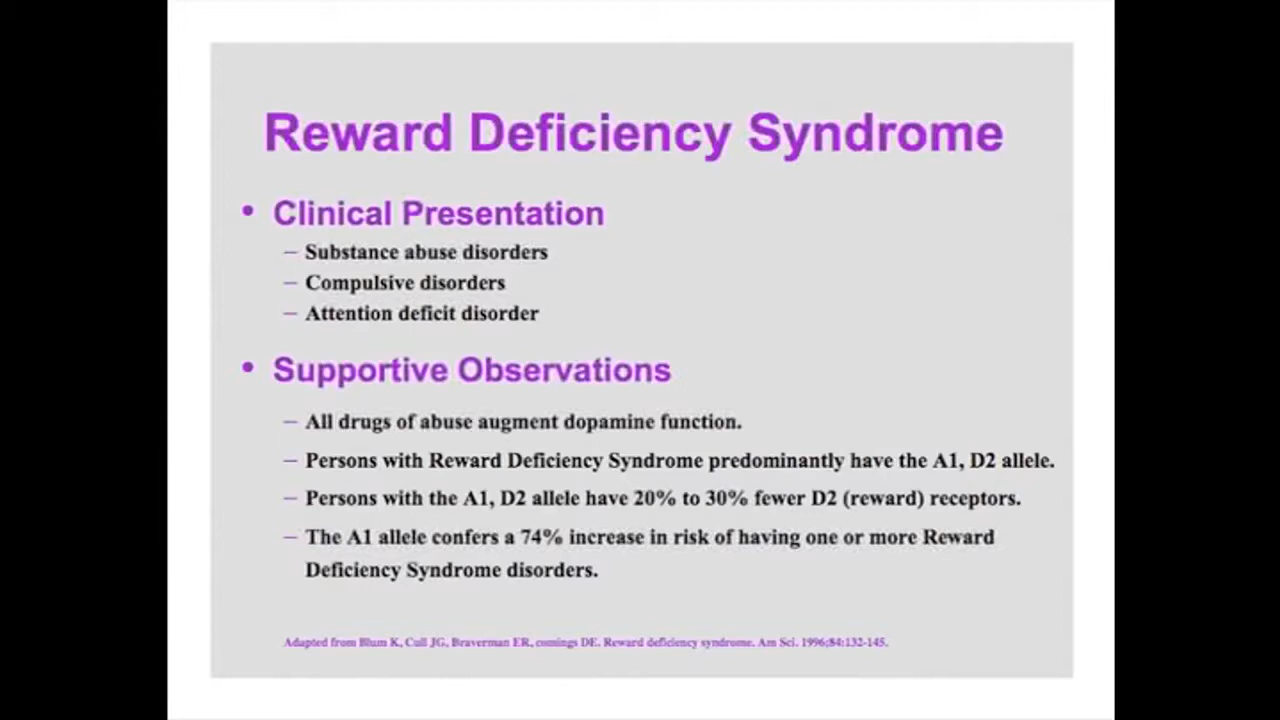 Reward Deficiency Syndrome
• Clinical Presentation
– Substance abuse disorders
– Compulsive disorders
– Attention deficit disorder
• Supportive Observations
– All drugs of abuse augment dopamine function.
– Persons with Reward Deficiency Syndrome predominantly have the A1, D2 allele.
– Persons with the A1, D2 allele have 20% to 30% fewer D2 (reward) receptors.
– The A1 allele confers a 74% increase in risk of having one or more Reward
Deficiency Syndrome disorders.
Adapted from Blum K, Cull JG, Braverman ER, comings DE. Reward deficiency syndrome. Am Sci. 1996;84:132-145.